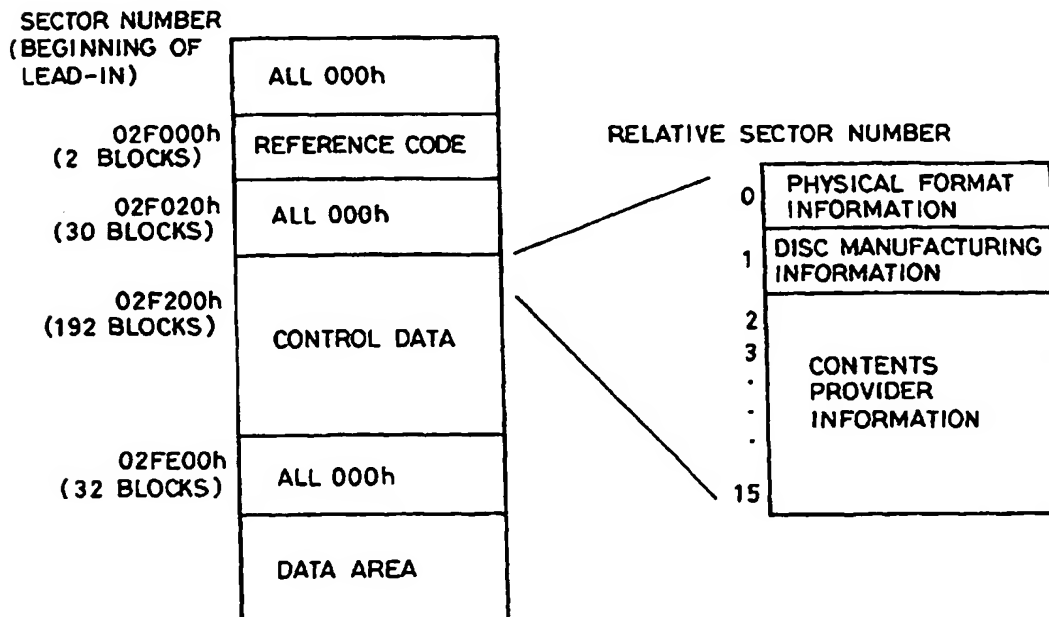 SECTOR NUMBER
(BEGINNING OF
LEAD-IN)
ALL 000h
02F000h
(2 BLOCKS)
REFERENCE CODE
02F020h
(30 BLOCKS)
ALL 000h
02F200h
(192 BLOCKS)
CONTROL DATA
02FE00h
(32 BLOCKS)
ALL 000h
DATA AREA
RELATIVE SECTOR NUMBER
0
PHYSICAL FORMAT
INFORMATION
1
DISC MANUFACTURING
INFORMATION
2
3
.
.
.
15
CONTENTS
PROVIDER
INFORMATION